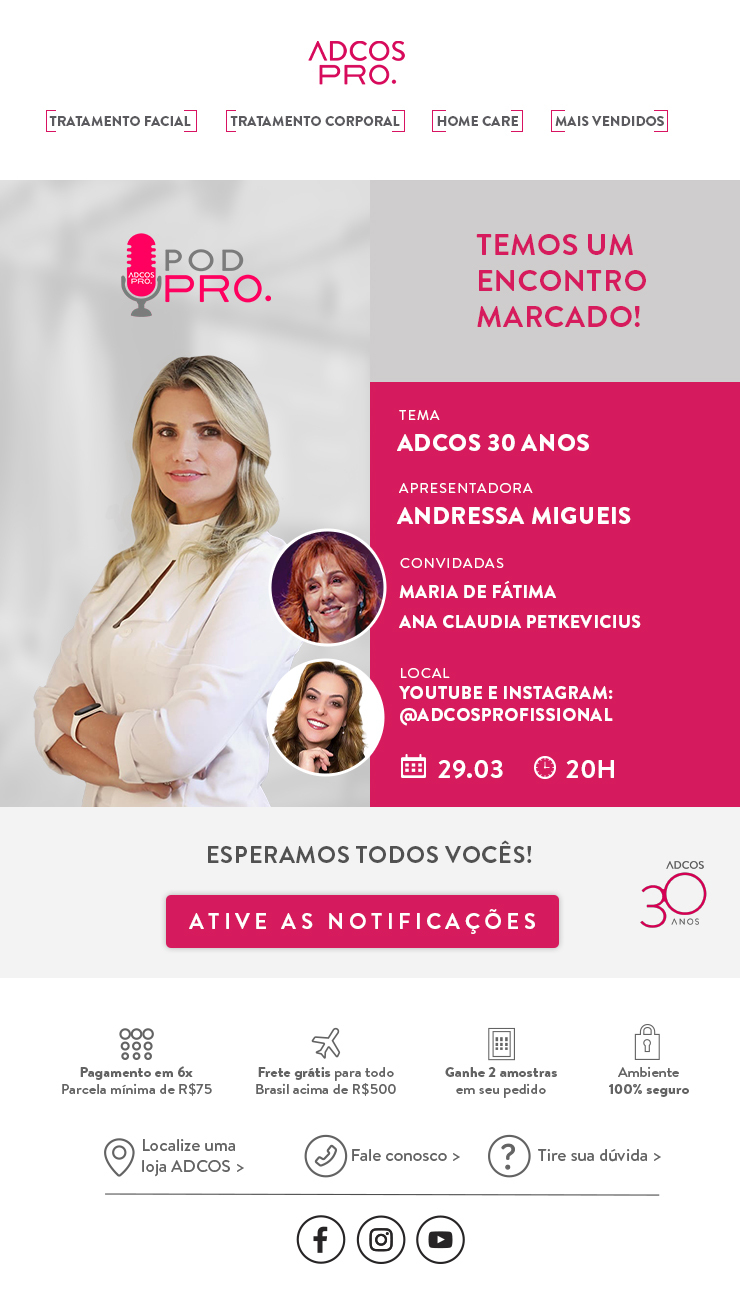 ADCOS
PRO.
TRATAMENTO FACIAL
TRATAMENTO CORPORAL
HOME CARE
MAIS VENDIDOS
ADCOS
PRO.
POD
PRO.
TEMOS UM
ENCONTRO
MARCADO!
TEMA
ADCOS 30 ANOS
APRESENTADORA
ANDRESSA MIGUEIS
CONVIDADAS
MARIA DE FÁTIMA
ANA CLAUDIA PETKEVICIUS
LOCAL
YOUTUBE E INSTAGRAM:
@ADCOSPROFISSIONAL
29.03
20H
ESPERAMOS TODOS VOCÊS!
ATIVE AS NOTIFICAÇÕES
ADCOS
30
ANOS
Pagamento em 6x
Parcela mínima de R$75
Frete grátis para todo
Brasil acima de R$500
Ganhe 2 amostras
em seu pedido
Ambiente
100% seguro
Localize uma
loja ADCOS >
Fale conosco >
Tire sua dúvida >